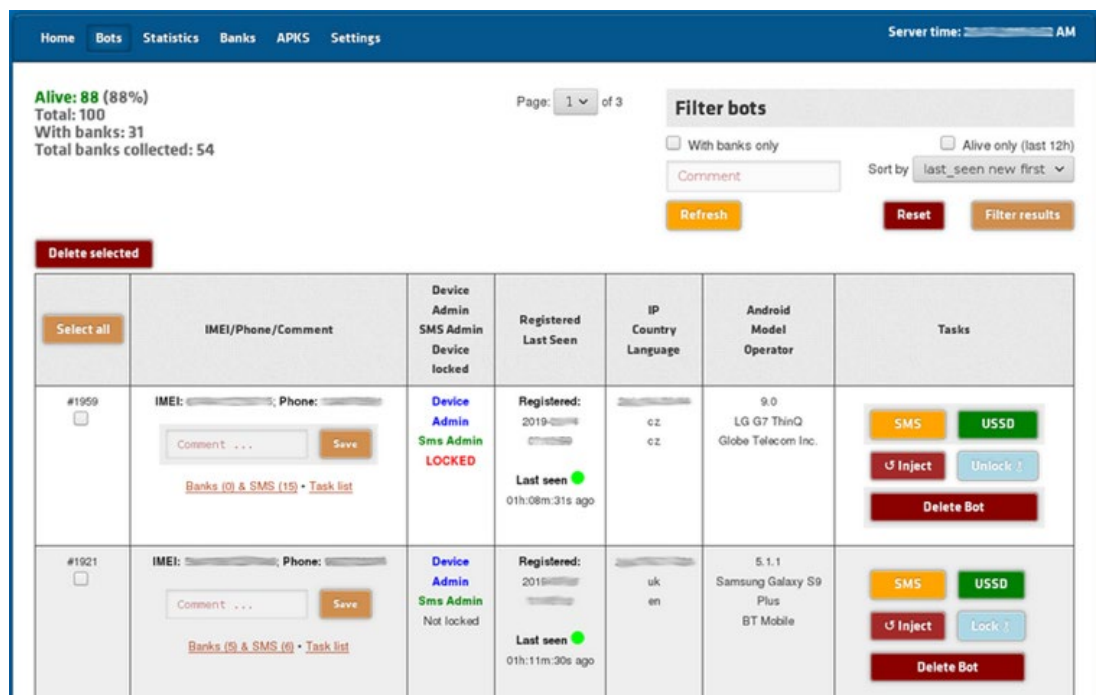 Home Bots Statistics Banks APKS Settings
Server time: AM
Alive: 88 (88%)
Total: 100
With banks: 31
Total banks collected: 54
Page: 1 of 3
Filter bots
With banks only
Alive only (last 12h)
Comment
Sort by last_seen new first
Refresh
Reset
Filter results
Delete selected
Select all
IMEI/Phone/Comment
Device
Admin
SMS Admin
Device
locked
Registered
Last Seen
IP
Country
Language
Android
Model
Operator
Tasks
#1959
IMEI: ; Phone:
Comment ...
Save
Banks (0) & SMS (15) • Task list
Device
Admin
Sms Admin
LOCKED
Registered:
2019-
Last seen
01h:08m:31s ago
cz
cz
9.0
LG G7 ThinQ
Globe Telecom Inc.
SMS
USSD
↺ Inject
Unlock
Delete Bot
#1921
IMEI: ; Phone:
Comment ...
Save
Banks (5) & SMS (6) • Task list
Device
Admin
Sms Admin
Not locked
Registered:
2019
Last seen
01h:11m:30s ago
uk
en
5.1.1
Samsung Galaxy S9
Plus
BT Mobile
SMS
USSD
↺ Inject
Lock
Delete Bot